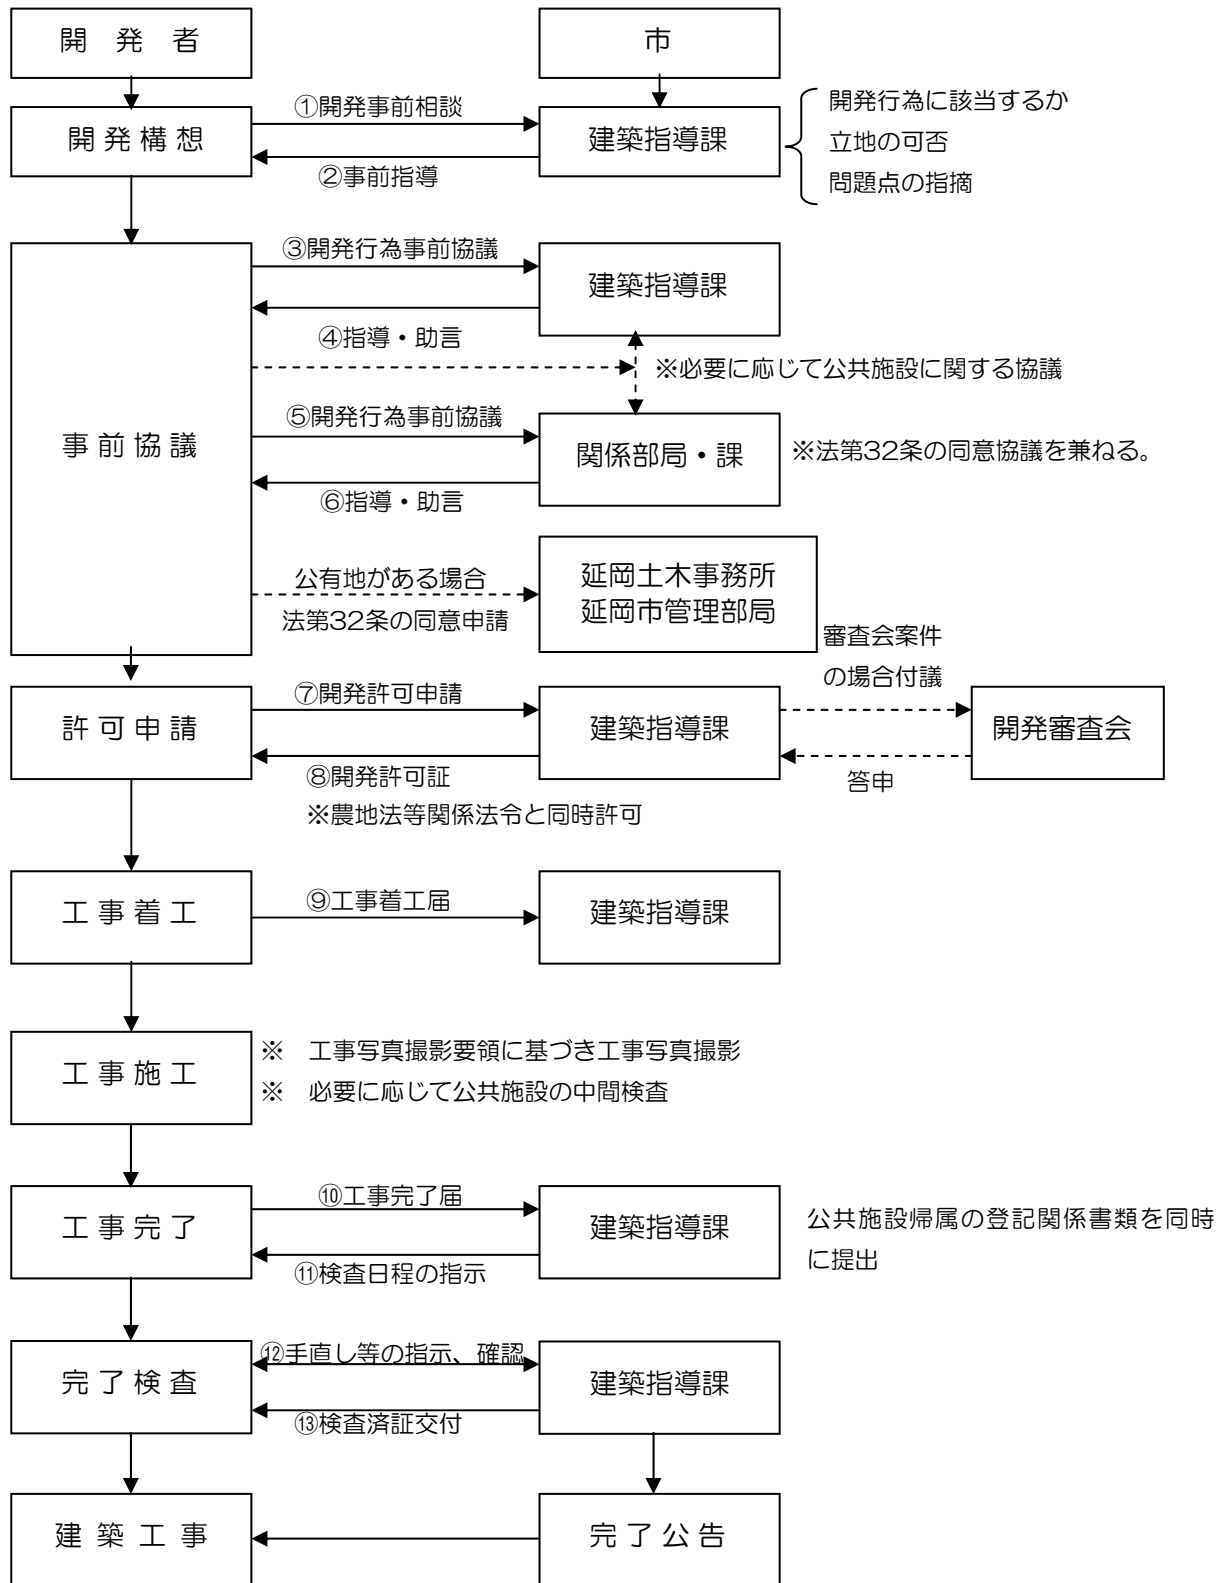 開 発 者
市
開 発 構 想
①開発事前相談
建築指導課
開発行為に該当するか
立地の可否
問題点の指摘
②事前指導
事 前 協 議
③開発行為事前協議
建築指導課
④指導・助言
※必要に応じて公共施設に関する協議
⑤開発行為事前協議
関係部局・課
※法第32条の同意協議を兼ねる。
⑥指導・助言
公有地がある場合
法第32条の同意申請
延岡土木事務所
延岡市管理部局
審査会案件
の場合付議
許 可 申 請
⑦開発許可申請
建築指導課
開発審査会
⑧開発許可証
※農地法等関係法令と同時許可
答申
工 事 着 工
⑨工事着工届
建築指導課
工 事 施 工
※ 工事写真撮影要領に基づき工事写真撮影
※ 必要に応じて公共施設の中間検査
工 事 完 了
⑩工事完了届
建築指導課
公共施設帰属の登記関係書類を同時
に提出
⑪検査日程の指示
完 了 検 査
⑫手直し等の指示、確認
建築指導課
⑬検査済証交付
建 築 工 事
完 了 公 告